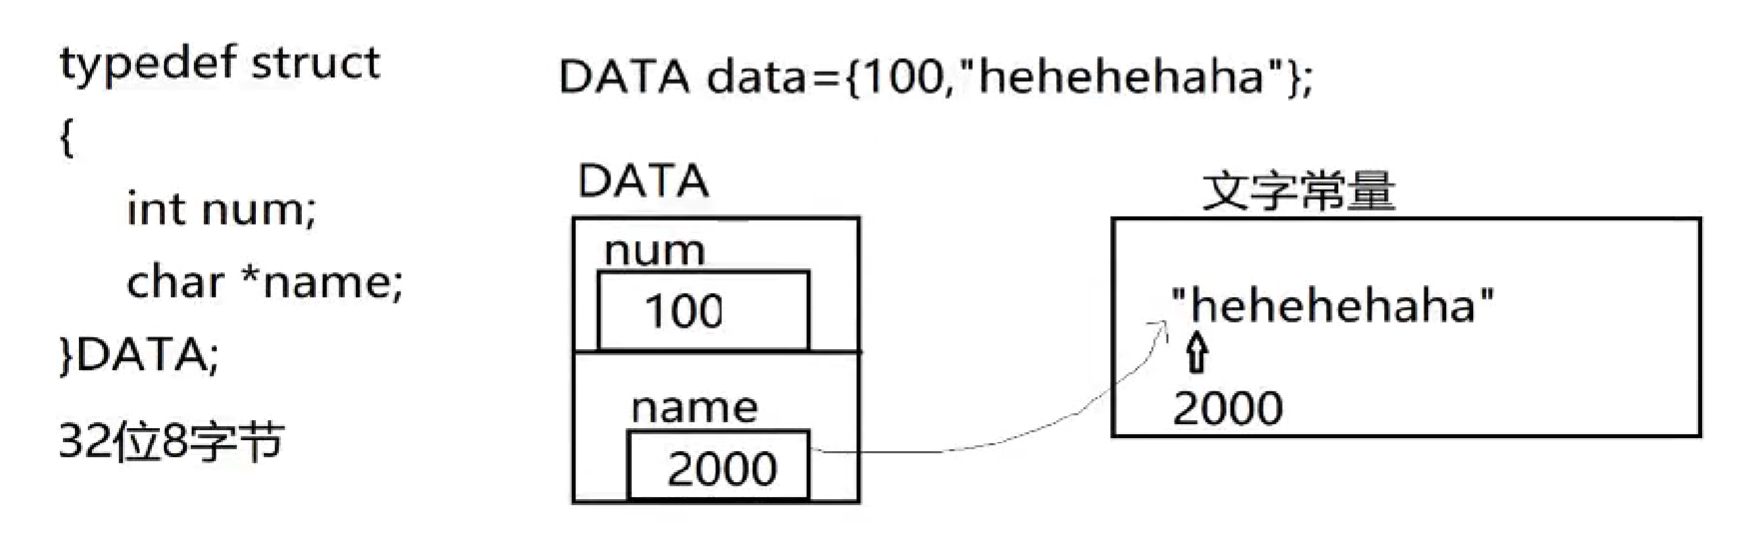 typedef struct
{
int num;
char *name;
}DATA;
32位8字节
DATA data={100,"hehehehaha"};
DATA
num
100
name
2000
文字常量
"hehehehaha"
2000